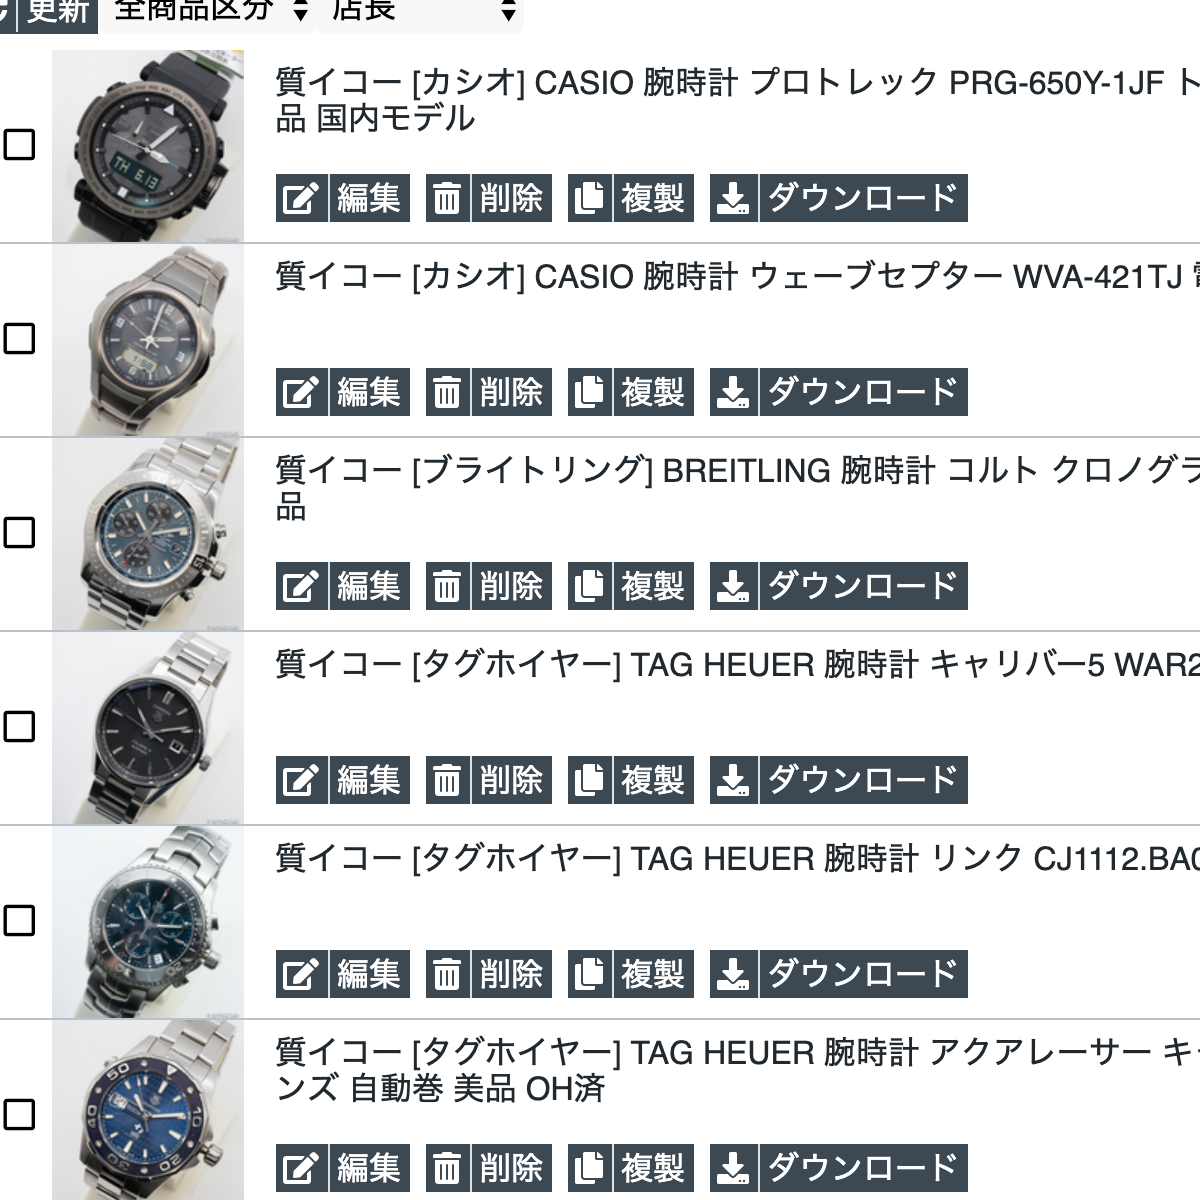 更新 全商品区分 店長
質イコー [カシオ] CASIO 腕時計 プロトレック PRG-650Y-1JF ト
品 国内モデル
編集 削除 複製 ダウンロード
質イコー [カシオ] CASIO 腕時計 ウェーブセプター WVA-421TJ
編集 削除 複製 ダウンロード
質イコー [ブライトリング] BREITLING 腕時計 コルト クロノグラ
品
編集 削除 複製 ダウンロード
質イコー [タグホイヤー] TAG HEUER 腕時計 キャリバー5 WAR2
編集 削除 複製 ダウンロード
質イコー [タグホイヤー] TAG HEUER 腕時計 リンク CJ1112.BA0
編集 削除 複製 ダウンロード
質イコー [タグホイヤー] TAG HEUER 腕時計 アクアレーサー キ
ンズ 自動巻 美品 OH済
編集 削除 複製 ダウンロード